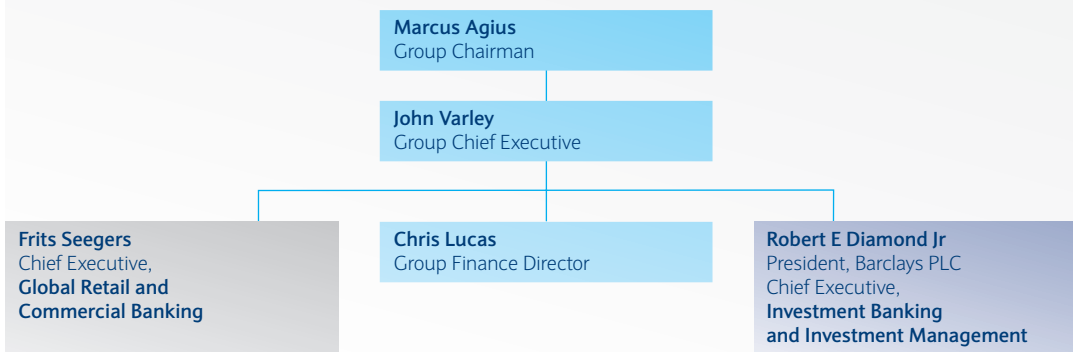 Marcus Agius
Group Chairman
John Varley
Group Chief Executive
Frits Seegers
Chief Executive,
Global Retail and
Commercial Banking
Chris Lucas
Group Finance Director
Robert E Diamond Jr
President, Barclays PLC
Chief Executive,
Investment Banking
and Investment Management